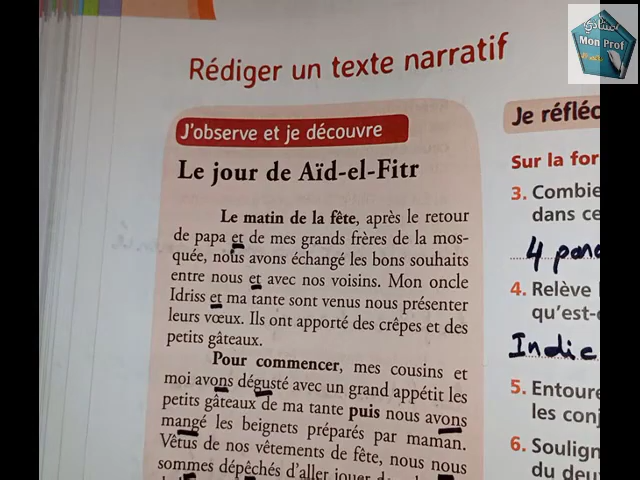 أستاذي
Mon Prof
Rédiger un texte narratif
J'observe et je découvre
Le jour de Aïd-el-Fitr
Le matin de la fête, après le retour
de papa et de mes grands frères de la mos-
quée, nous avons échangé les bons souhaits
entre nous et avec nos voisins. Mon oncle
Idriss et ma tante sont venus nous présenter
leurs vœux. Ils ont apporté des crêpes et des
petits gâteaux.
Pour commencer, mes cousins et
moi avons dégusté avec un grand appétit les
petits gâteaux de ma tante puis nous avons
mangé les beignets préparés par maman.
Vêtus de nos vêtements de fête, nous nous
sommes dépêchés d'aller jouer
Je réfléc
Sur la for
3. Combie
dans ce
4 para
4. Relève
qu'est-
Indic
5. Entoure
les conj
6. Soulign
du deu